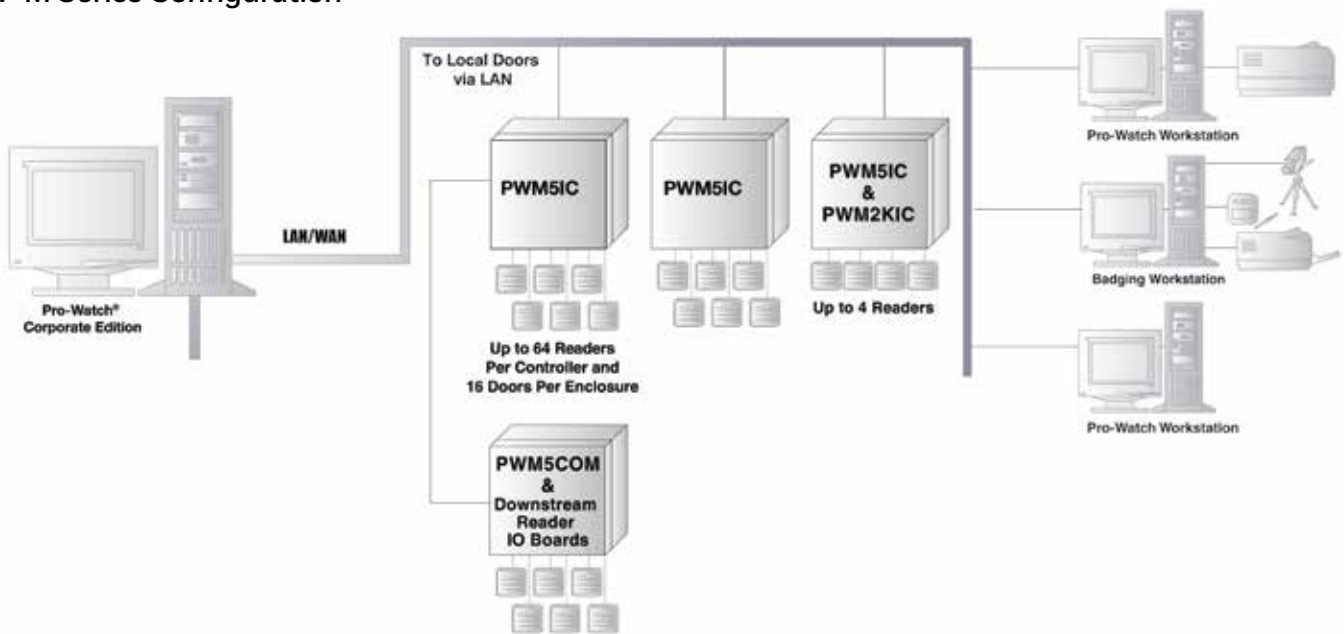 M Series Configuration
To Local Doors
via LAN
LAN/WAN
Pro-Watch®
Corporate Edition
PWM5IC
PWM5IC
PWM5IC
&
PWM2KIC
Up to 64 Readers
Per Controller and
16 Doors Per Enclosure
Up to 4 Readers
PWM5COM
&
Downstream
Reader
IO Boards
Pro-Watch Workstation
Badging Workstation
Pro-Watch Workstation